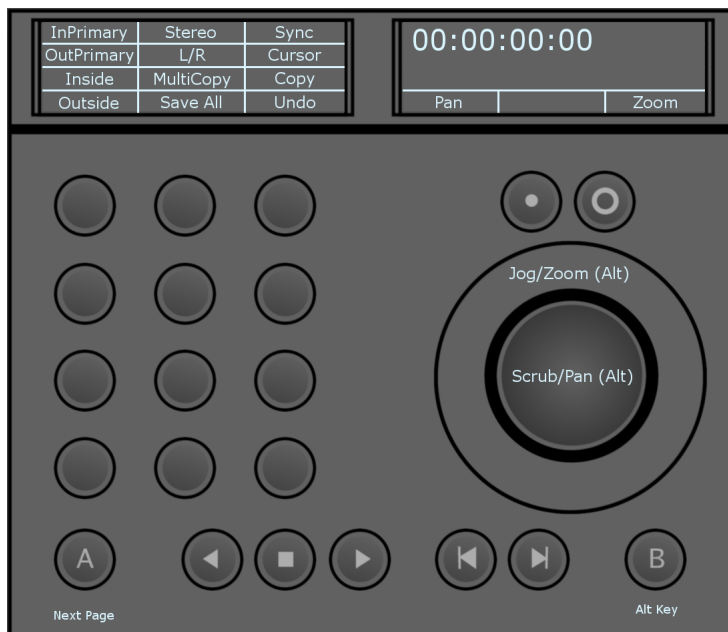 InPrimary Stereo Sync
OutPrimary L/R Cursor
Inside MultiCopy Copy
Outside Save All Undo
00:00:00:00
Pan Zoom
Jog/Zoom (Alt)
Scrub/Pan (Alt)
A B
Next Page Alt Key